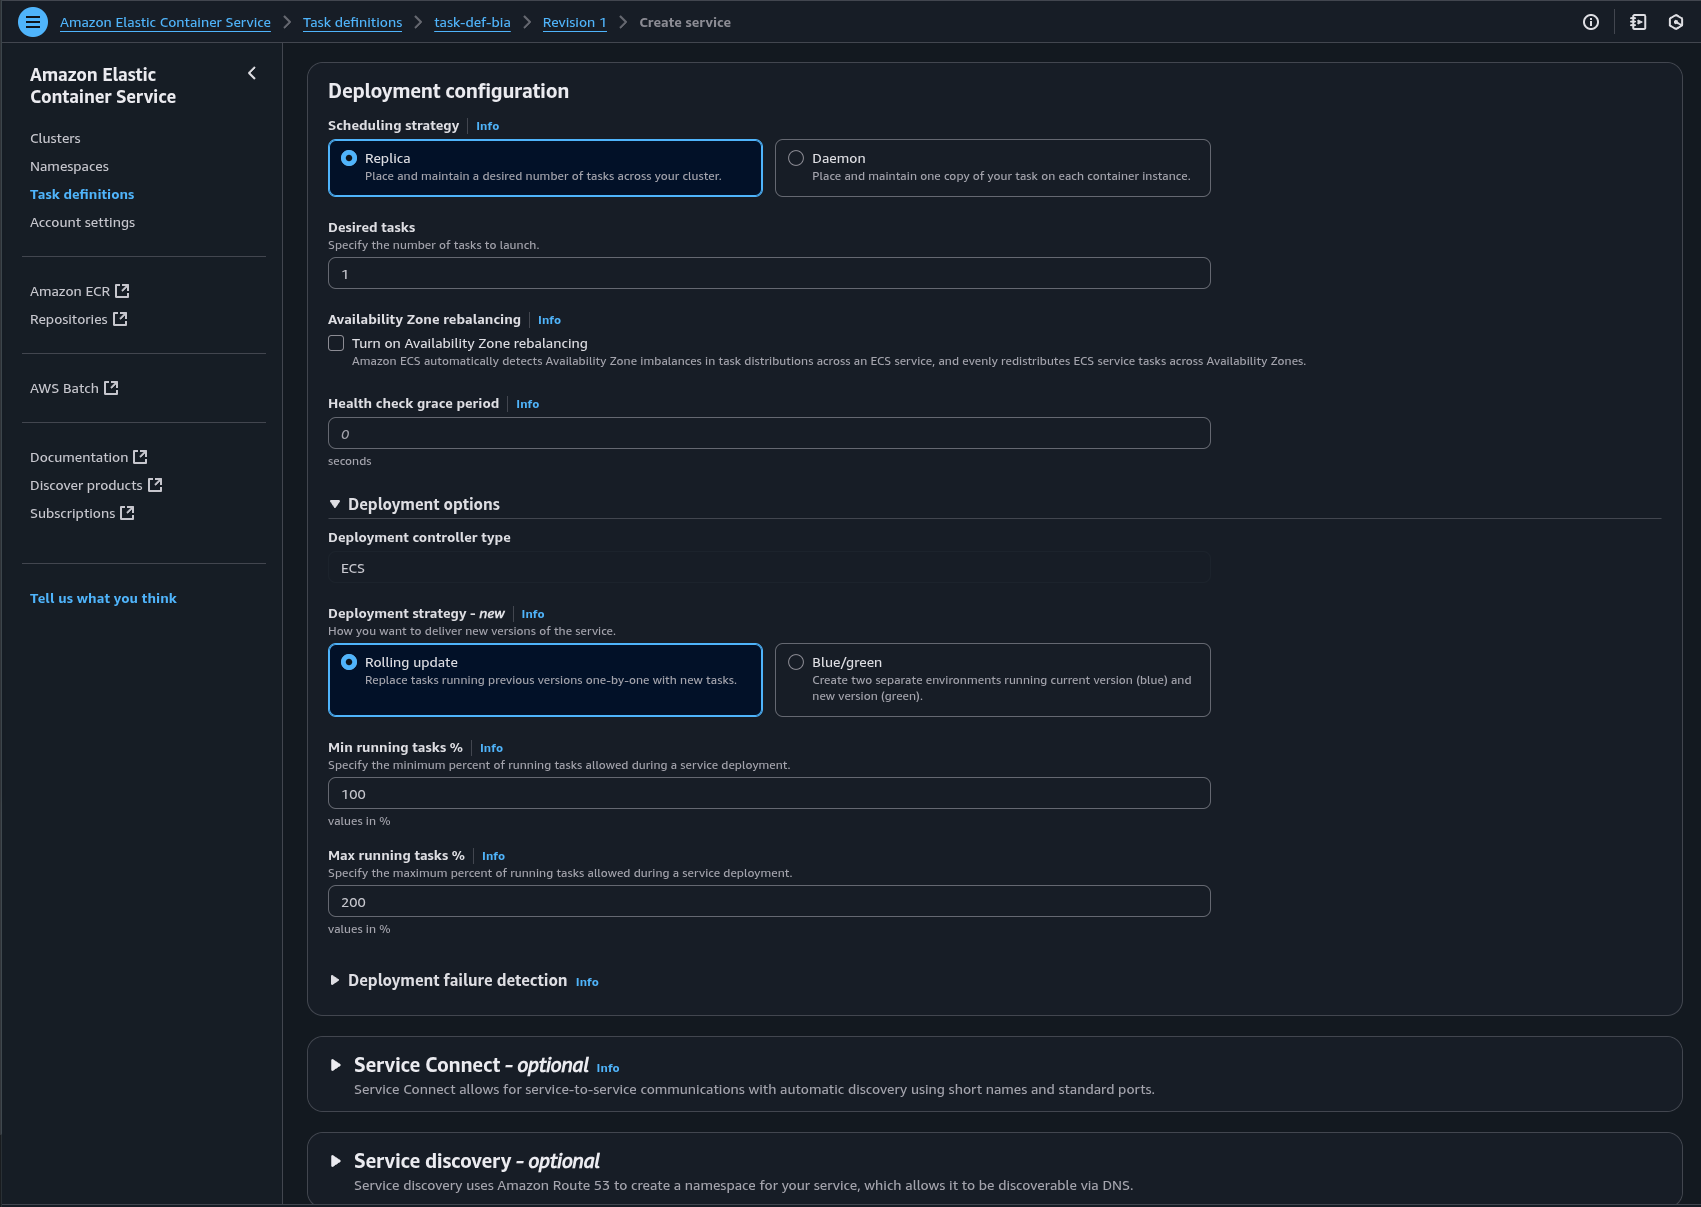 Amazon Elastic Container Service > Task definitions > task-def-bia > Revision 1 > Create service
Amazon Elastic
Container Service
Clusters
Namespaces
Task definitions
Account settings
Amazon ECR
Repositories
AWS Batch
Documentation
Discover products
Subscriptions
Tell us what you think
Deployment configuration
Scheduling strategy | Info
Replica
Place and maintain a desired number of tasks across your cluster.
Daemon
Place and maintain one copy of your task on each container instance.
Desired tasks
Specify the number of tasks to launch.
1
Availability Zone rebalancing | Info
Turn on Availability Zone rebalancing
Amazon ECS automatically detects Availability Zone imbalances in task distributions across an ECS service, and evenly redistributes ECS service tasks across Availability Zones.
Health check grace period | Info
0
seconds
Deployment options
Deployment controller type
ECS
Deployment strategy - new | Info
How you want to deliver new versions of the service.
Rolling update
Replace tasks running previous versions one-by-one with new tasks.
Blue/green
Create two separate environments running current version (blue) and
new version (green).
Min running tasks % | Info
Specify the minimum percent of running tasks allowed during a service deployment.
100
values in %
Max running tasks % | Info
Specify the maximum percent of running tasks allowed during a service deployment.
200
values in %
Deployment failure detection Info
Service Connect - optional Info
Service Connect allows for service-to-service communications with automatic discovery using short names and standard ports.
Service discovery - optional
Service discovery uses Amazon Route 53 to create a namespace for your service, which allows it to be discoverable via DNS.